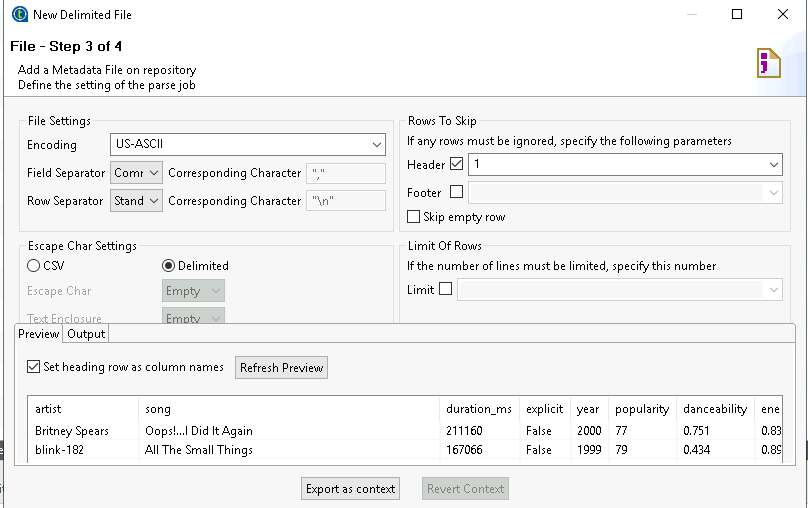 New Delimited File
File - Step 3 of 4
Add a Metadata File on repository
Define the setting of the parse job
File Settings
Encoding US-ASCII
Field Separator Corresponding Character ","
Row Separator Stand Corresponding Character "\n"
Rows To Skip
If any rows must be ignored, specify the following parameters
Header 1
Footer
Skip empty row
Escape Char Settings
CSV Delimited
Escape Char Empty
Text Enclosure Empty
Limit Of Rows
If the number of lines must be limited, specify this number
Limit
Preview Output
Set heading row as column names Refresh Preview
artist song duration_ms explicit year popularity danceability ene
Britney Spears Oops!...I Did It Again 211160 False 2000 77 0.751 0.83
blink-182 All The Small Things 167066 False 1999 79 0.434 0.89
Export as context Revert Context